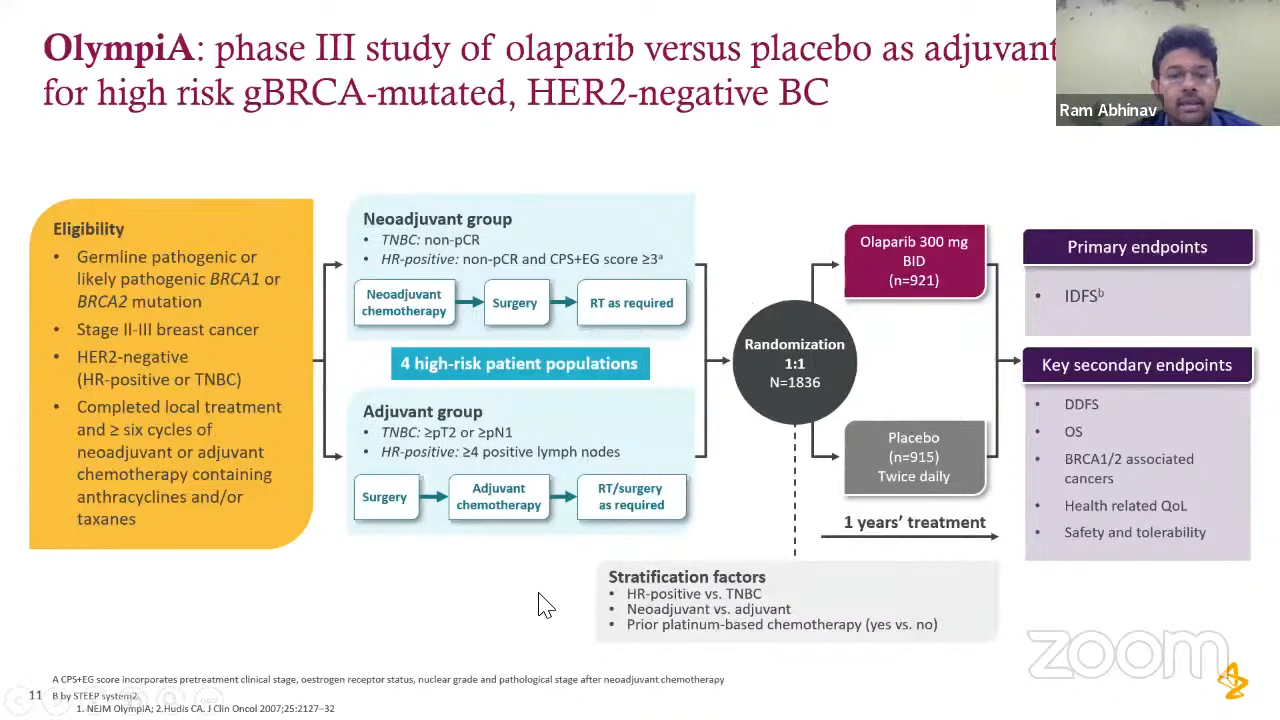 OlympiA: phase III study of olaparib versus placebo as adjuvant
for high risk gBRCA-mutated, HER2-negative BC
Ram Abhinav
Eligibility
• Germline pathogenic or
likely pathogenic BRCA1 or
BRCA2 mutation
• Stage II-III breast cancer
• HER2-negative
(HR-positive or TNBC)
• Completed local treatment
and ≥ six cycles of
neoadjuvant or adjuvant
chemotherapy containing
anthracyclines and/or
taxanes
Neoadjuvant group
• TNBC: non-pCR
• HR-positive: non-pCR and CPS+EG score ≥3ᵃ
Neoadjuvant
chemotherapy
Surgery
RT as required
4 high-risk patient populations
Adjuvant group
• TNBC: ≥pT2 or ≥pN1
• HR-positive: ≥4 positive lymph nodes
Surgery
Adjuvant
chemotherapy
RT/surgery
as required
Randomization
1:1
N=1836
Olaparib 300 mg
BID
(n=921)
Placebo
(n=915)
Twice daily
1 years’ treatment
Stratification factors
• HR-positive vs. TNBC
• Neoadjuvant vs. adjuvant
• Prior platinum-based chemotherapy (yes vs. no)
Primary endpoints
• IDFSᵇ
Key secondary endpoints
• DDFS
• OS
• BRCA1/2 associated
cancers
• Health related QoL
• Safety and tolerability
zoom
A CPS+EG score incorporates pretreatment clinical stage, oestrogen receptor status, nuclear grade and pathological stage after neoadjuvant chemotherapy
11 B by STEEP system2
1. NEJM OlympiA; 2.Hudis CA. J Clin Oncol 2007;25:2127–32